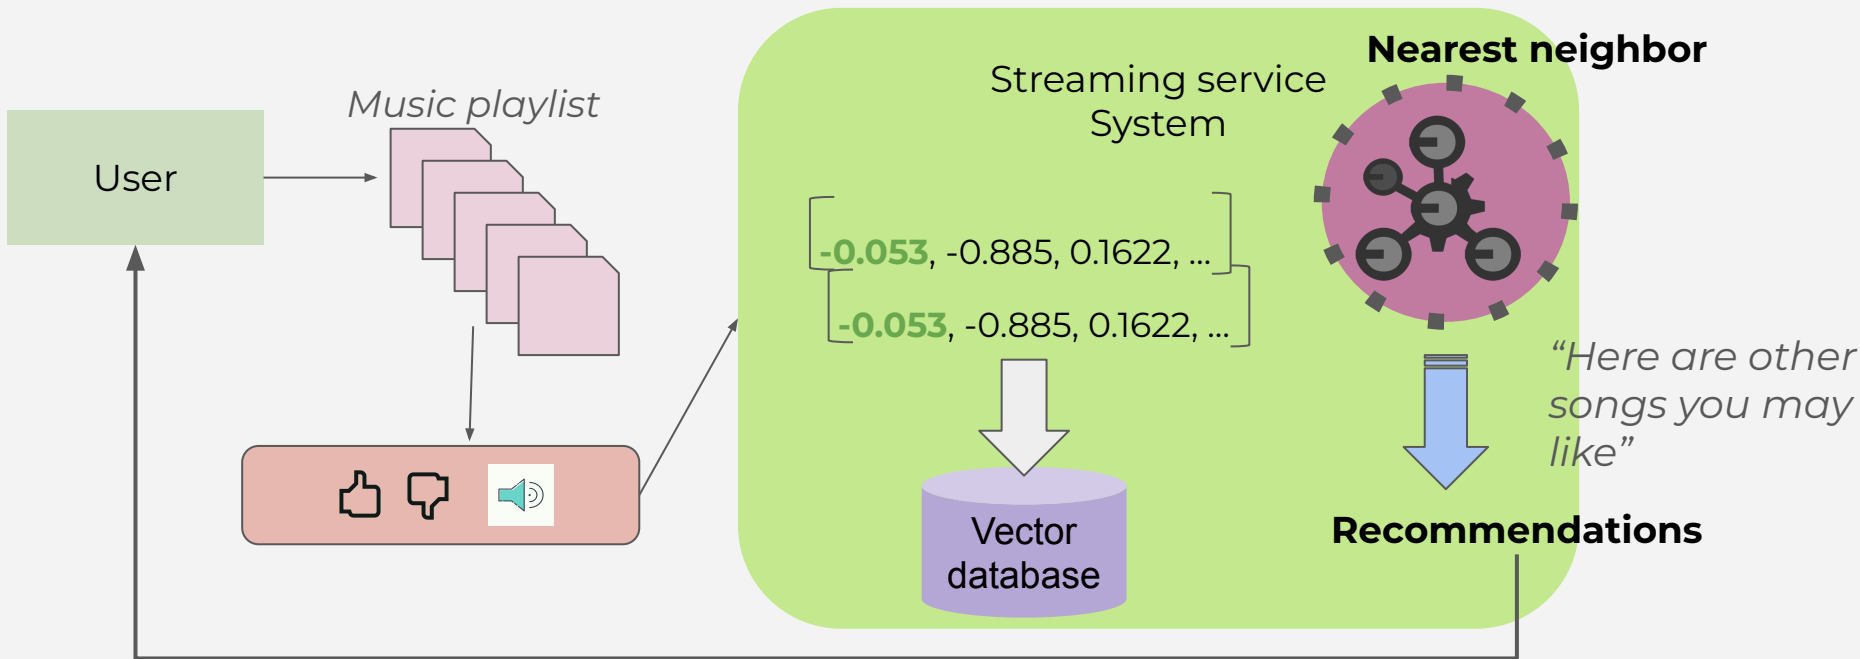 User
Music playlist
Streaming service
System
Nearest neighbor
-0.053, -0.885, 0.1622, ...
-0.053, -0.885, 0.1622, ...
Vector
database
“Here are other
songs you may
like”
Recommendations